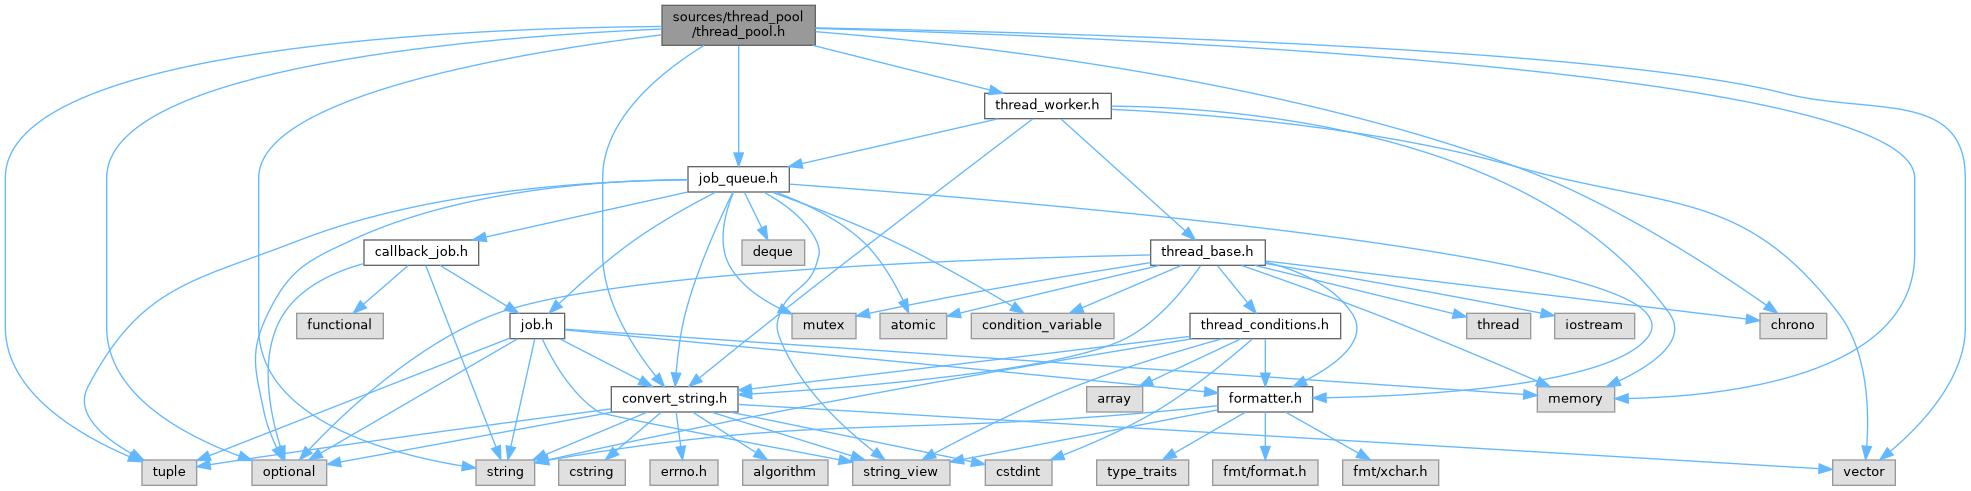 sources/thread_pool
/thread_pool.h
thread_worker.h
job_queue.h
callback_job.h
deque
thread_base.h
functional
job.h
mutex
atomic
condition_variable
thread_conditions.h
thread
iostream
chrono
convert_string.h
array
formatter.h
memory
tuple
optional
string
cstring
errno.h
algorithm
string_view
cstdint
type_traits
fmt/format.h
fmt/xchar.h
vector